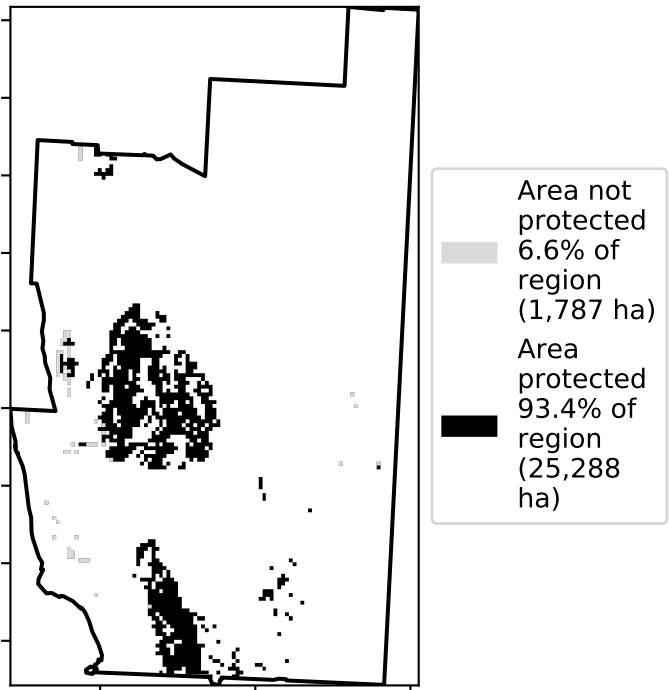 Area not
protected
6.6% of
region
(1,787 ha)
Area
protected
93.4% of
region
(25,288
ha)